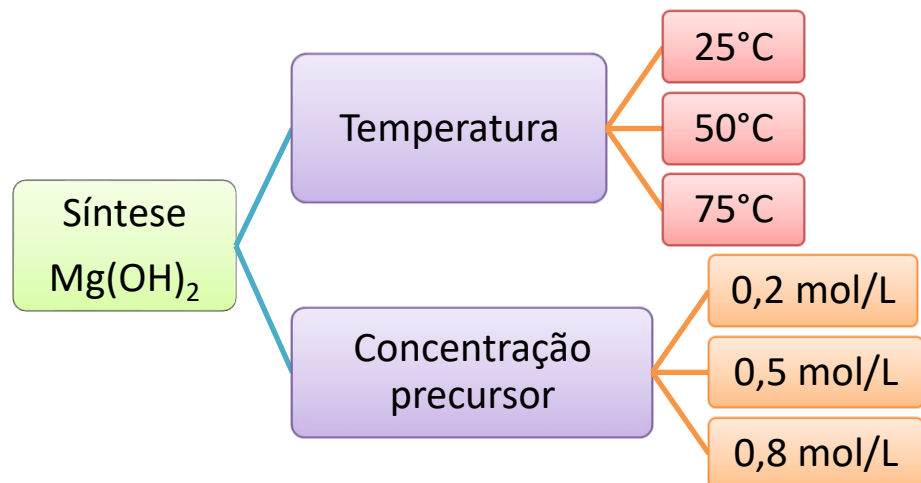 Síntese
Mg(OH)₂
Temperatura
25°C
50°C
75°C
Concentração
precursor
0,2 mol/L
0,5 mol/L
0,8 mol/L